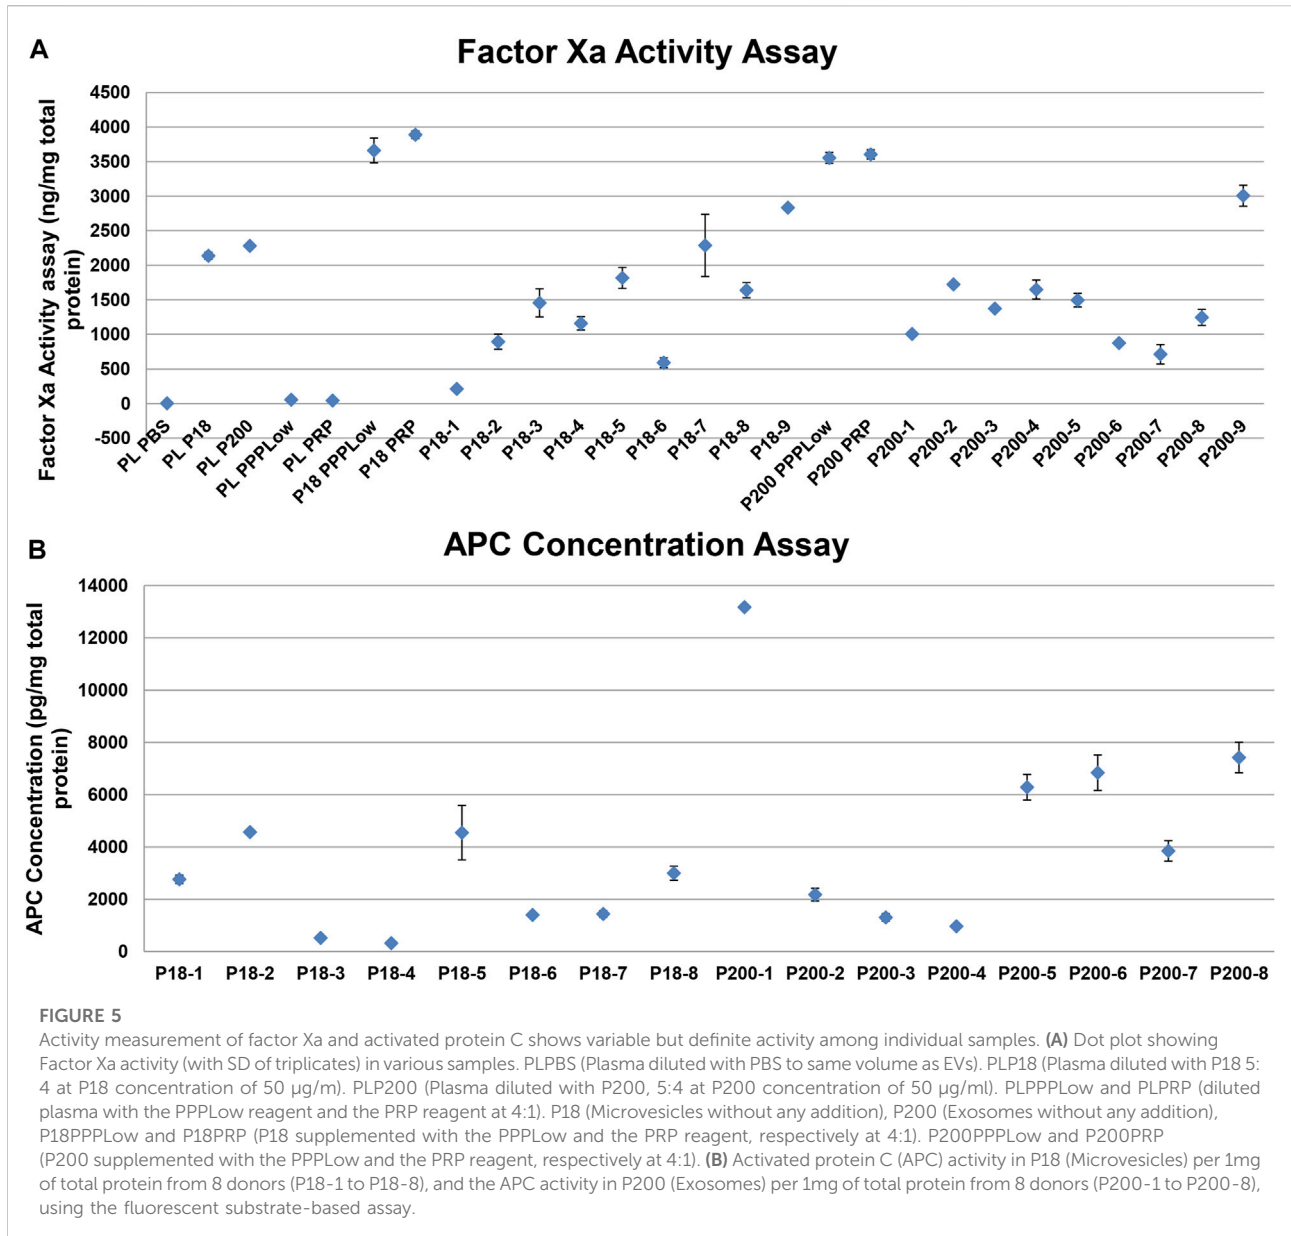 A
Factor Xa Activity Assay
Factor Xa Activity assay (ng/mg total
protein)
4500
4000
3500
3000
2500
2000
1500
1000
500
0
-500
PL PBS
PL P18
PL P200
PL PPPLow
PL PRP
P18 PPPLow
P18 PRP
P18-1
P18-2
P18-3
P18-4
P18-5
P18-6
P18-7
P18-8
P18-9
P200 PPPLow
P200 PRP
P200-1
P200-2
P200-3
P200-4
P200-5
P200-6
P200-7
P200-8
P200-9
B
APC Concentration Assay
APC Concentration (pg/mg total
protein)
14000
12000
10000
8000
6000
4000
2000
0
P18-1 P18-2 P18-3 P18-4 P18-5 P18-6 P18-7 P18-8 P200-1 P200-2 P200-3 P200-4 P200-5 P200-6 P200-7 P200-8
FIGURE 5
Activity measurement of factor Xa and activated protein C shows variable but definite activity among individual samples. (A) Dot plot showing
Factor Xa activity (with SD of triplicates) in various samples. PLPBS (Plasma diluted with PBS to same volume as EVs). PLP18 (Plasma diluted with P18 5:
4 at P18 concentration of 50 µg/m). PLP200 (Plasma diluted with P200, 5:4 at P200 concentration of 50 µg/ml). PLPPPLow and PLPRP (diluted
plasma with the PPPLow reagent and the PRP reagent at 4:1). P18 (Microvesicles without any addition), P200 (Exosomes without any addition),
P18PPPLow and P18PRP (P18 supplemented with the PPPLow and the PRP reagent, respectively at 4:1). P200PPPLow and P200PRP
(P200 supplemented with the PPPLow and the PRP reagent, respectively at 4:1). (B) Activated protein C (APC) activity in P18 (Microvesicles) per 1mg
of total protein from 8 donors (P18-1 to P18-8), and the APC activity in P200 (Exosomes) per 1mg of total protein from 8 donors (P200-1 to P200-8),
using the fluorescent substrate-based assay.